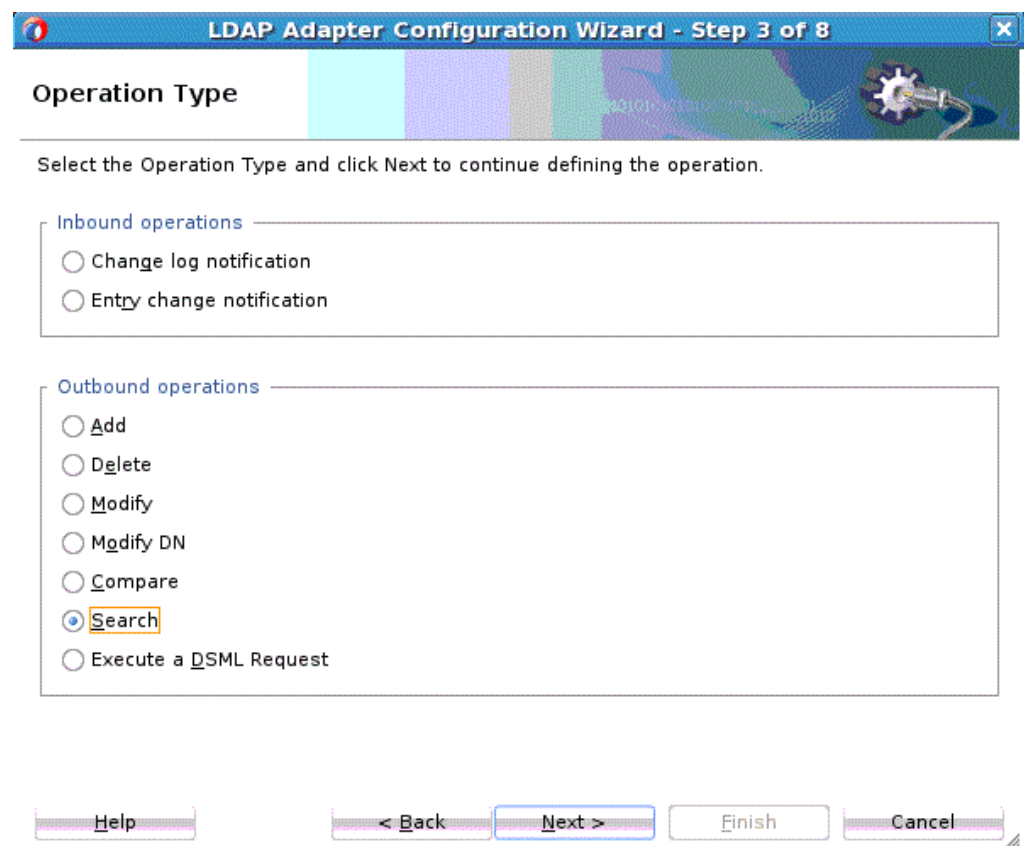 LDAP Adapter Configuration Wizard - Step 3 of 8
Operation Type
Select the Operation Type and click Next to continue defining the operation.
Inbound operations
Change log notification
Entry change notification
Outbound operations
Add
Delete
Modify
Modify DN
Compare
Search
Execute a DSML Request
Help
< Back
Next >
Finish
Cancel